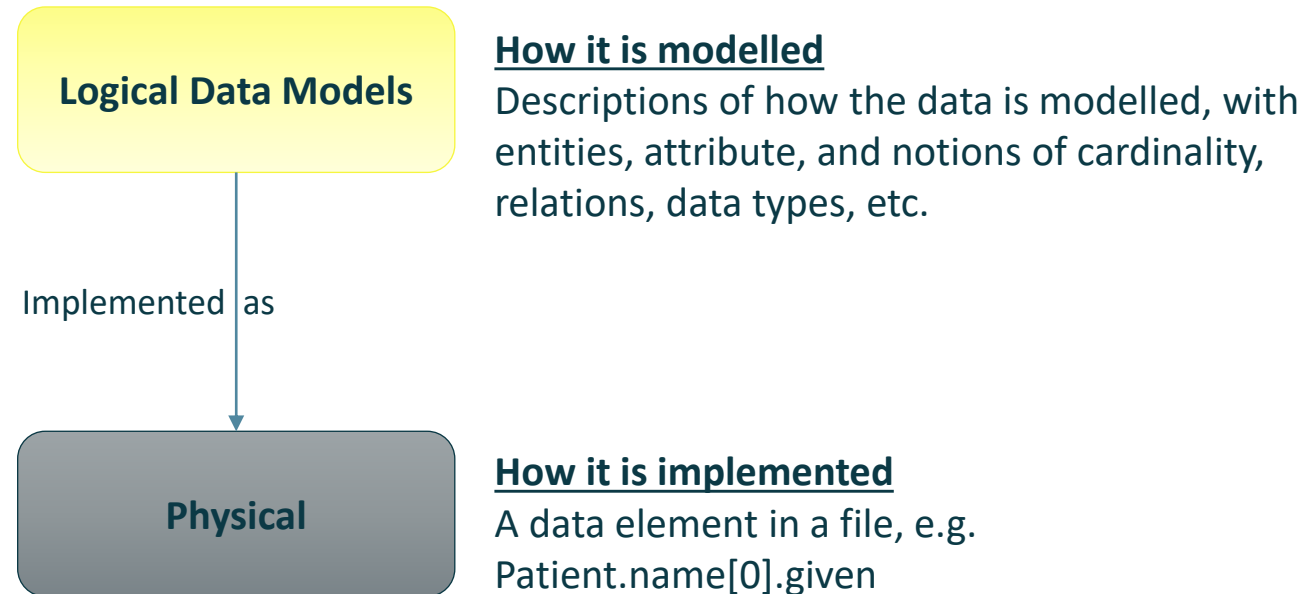 Logical Data Models
How it is modelled
Descriptions of how the data is modelled, with
entities, attribute, and notions of cardinality,
relations, data types, etc.
Implemented as
Physical
How it is implemented
A data element in a file, e.g.
Patient.name[0].given